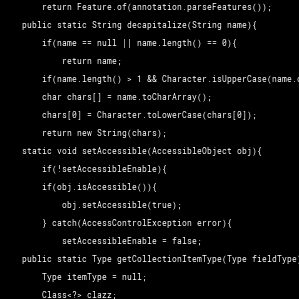 return Feature.of(annotation.parseFeatures());
public static String decapitalize(String name){
if(name == null || name.length() == 0){
return name;
if(name.length() > 1 && Character.isUpperCase(name.
char chars[] = name.toCharArray();
chars[0] = Character.toLowerCase(chars[0]);
return new String(chars);
static void setAccessible(AccessibleObject obj){
if(!setAccessibleEnable){
if(obj.isAccessible()){
obj.setAccessible(true);
} catch(AccessControlException error){
setAccessibleEnable = false;
public static Type getCollectionItemType(Type fieldType
Type itemType = null;
Class<?> clazz;